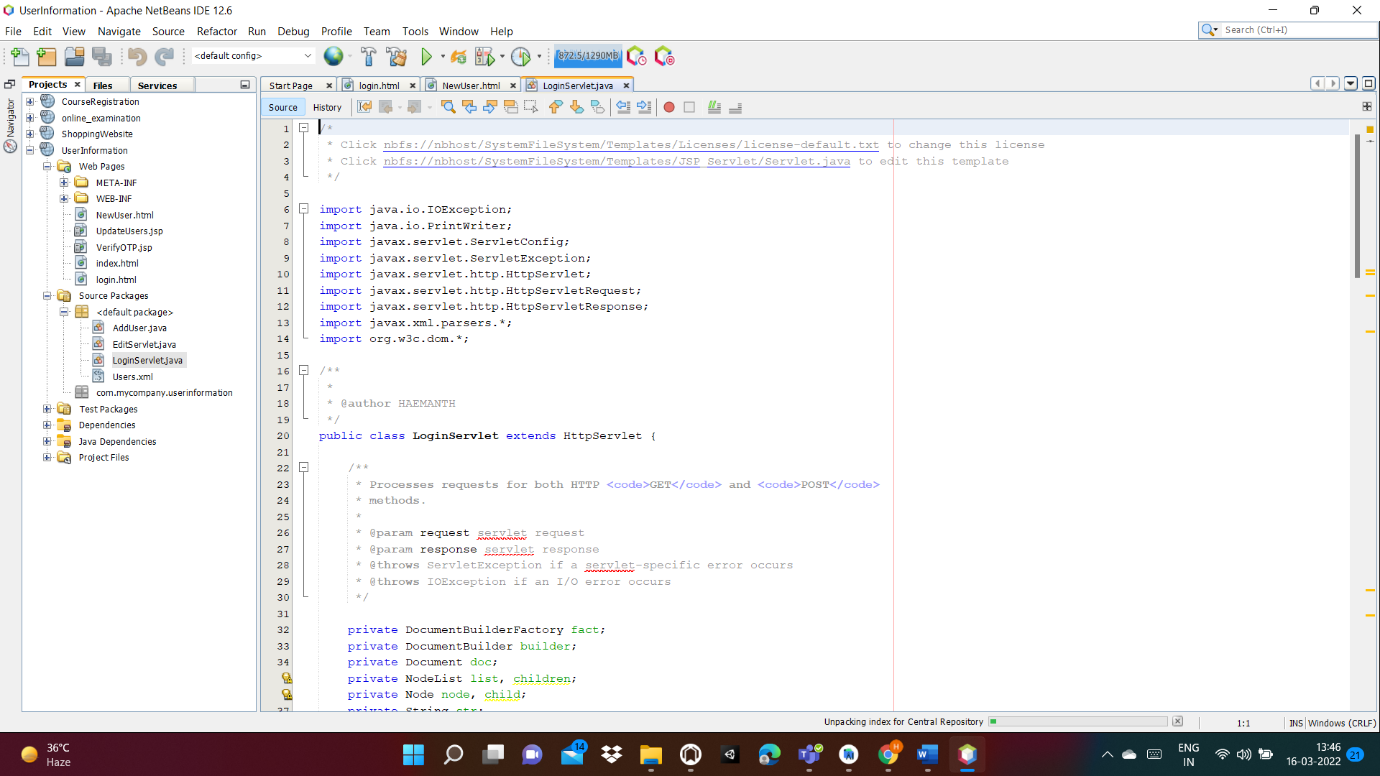 UserInformation - Apache NetBeans IDE 12.6
File Edit View Navigate Source Refactor Run Debug Profile Team Tools Window Help
Search (Ctrl+I)
<default config>
872.5/1290MB
Projects Files Services
Start Page login.html NewUser.html LoginServlet.java
Navigator
Source History
CourseRegistration
online_examination
ShoppingWebsite
UserInformation
Web Pages
META-INF
WEB-INF
NewUser.html
UpdateUsers.jsp
VerifyOTP.jsp
index.html
login.html
Source Packages
<default package>
AddUser.java
EditServlet.java
LoginServlet.java
Users.xml
com.mycompany.userinformation
Test Packages
Dependencies
Java Dependencies
Project Files
1 /*
2 * Click nbfs://nbhost/SystemFileSystem/Templates/Licenses/license-default.txt to change this license
3 * Click nbfs://nbhost/SystemFileSystem/Templates/JSP_Servlet/Servlet.java to edit this template
4 */
5
6 import java.io.IOException;
7 import java.io.PrintWriter;
8 import javax.servlet.ServletConfig;
9 import javax.servlet.ServletException;
10 import javax.servlet.http.HttpServlet;
11 import javax.servlet.http.HttpServletRequest;
12 import javax.servlet.http.HttpServletResponse;
13 import javax.xml.parsers.*;
14 import org.w3c.dom.*;
15
16 /**
17 *
18 * @author HAEMANTH
19 */
20 public class LoginServlet extends HttpServlet {
21
22 /**
23 * Processes requests for both HTTP <code>GET</code> and <code>POST</code>
24 * methods.
25 *
26 * @param request servlet request
27 * @param response servlet response
28 * @throws ServletException if a servlet-specific error occurs
29 * @throws IOException if an I/O error occurs
30 */
31
32 private DocumentBuilderFactory fact;
33 private DocumentBuilder builder;
34 private Document doc;
private NodeList list, children;
private Node node, child;
37 private String str;
Unpacking index for Central Repository
1:1 INS Windows (CRLF)
36°C
Haze
14
ENG
IN
13:46
16-03-2022
21